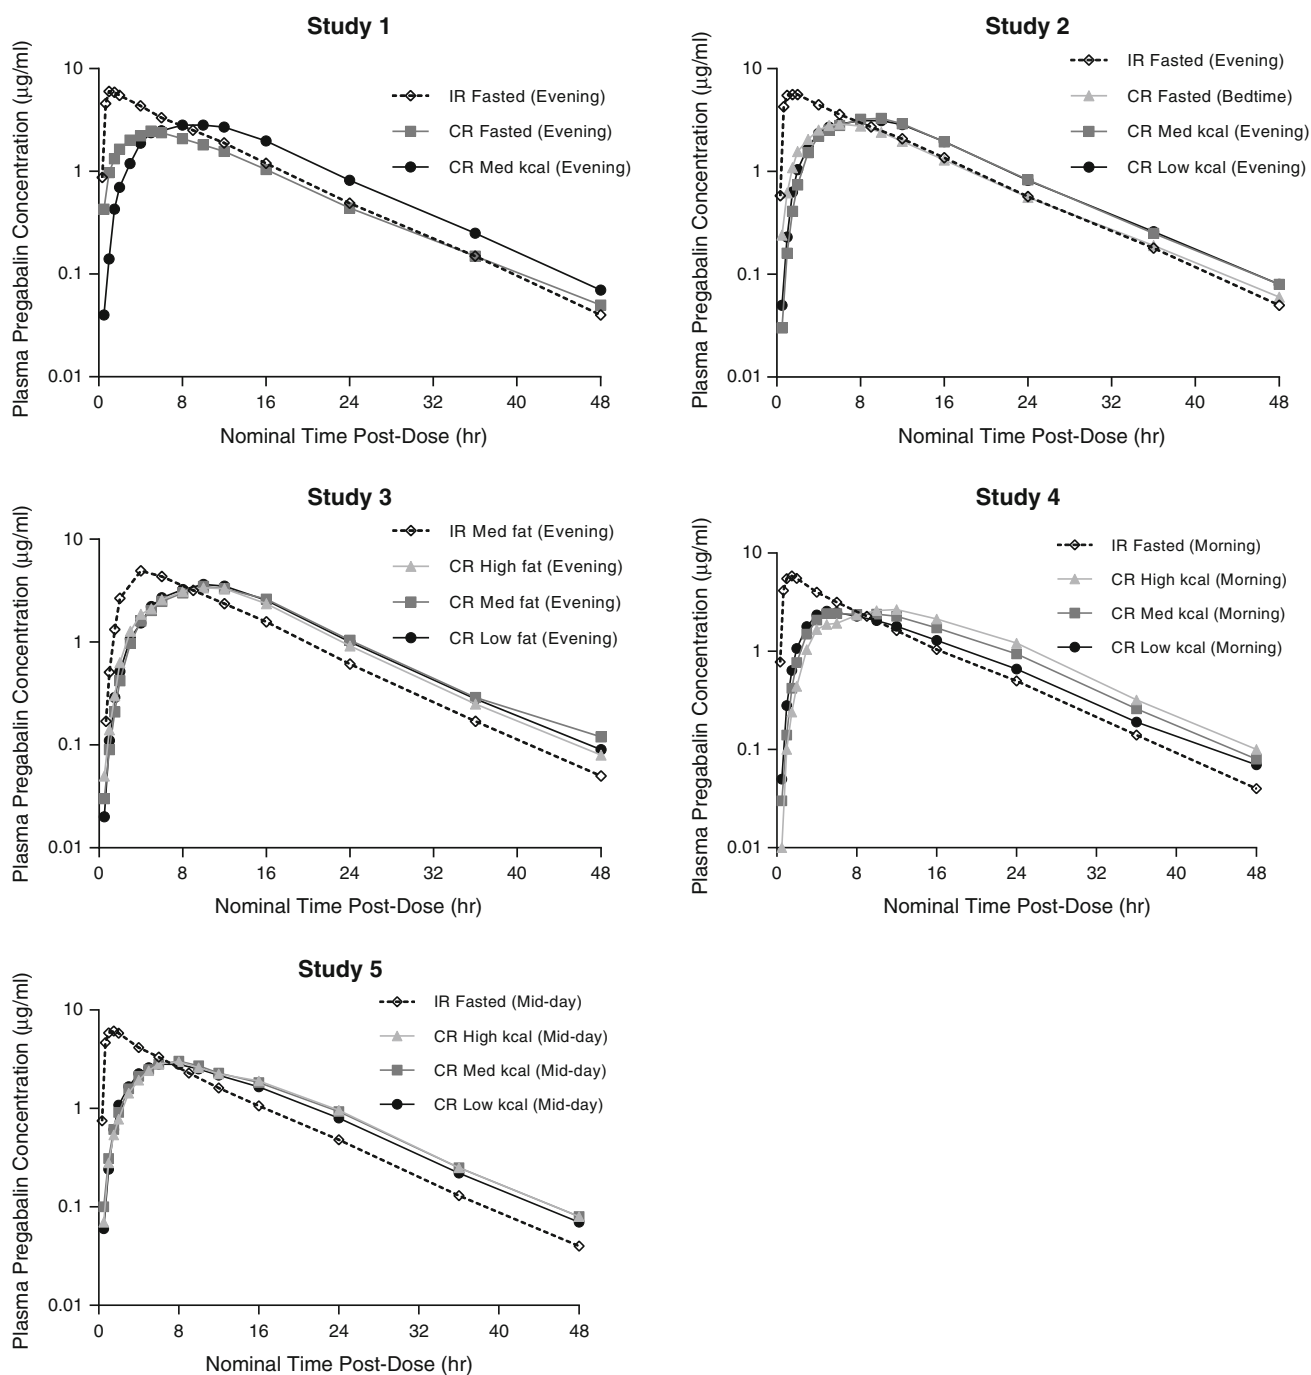 Study 1
Plasma Pregabalin Concentration (µg/ml)
10
1
0.1
0.01
0 8 16 24 32 40 48
Nominal Time Post-Dose (hr)
IR Fasted (Evening)
CR Fasted (Evening)
CR Med kcal (Evening)
Study 2
Plasma Pregabalin Concentration (µg/ml)
10
1
0.1
0.01
0 8 16 24 32 40 48
Nominal Time Post-Dose (hr)
IR Fasted (Evening)
CR Fasted (Bedtime)
CR Med kcal (Evening)
CR Low kcal (Evening)
Study 3
Plasma Pregabalin Concentration (µg/ml)
10
1
0.1
0.01
0 8 16 24 32 40 48
Nominal Time Post-Dose (hr)
IR Med fat (Evening)
CR High fat (Evening)
CR Med fat (Evening)
CR Low fat (Evening)
Study 4
Plasma Pregabalin Concentration (µg/ml)
10
1
0.1
0.01
0 8 16 24 32 40 48
Nominal Time Post-Dose (hr)
IR Fasted (Morning)
CR High kcal (Morning)
CR Med kcal (Morning)
CR Low kcal (Morning)
Study 5
Plasma Pregabalin Concentration (µg/ml)
10
1
0.1
0.01
0 8 16 24 32 40 48
Nominal Time Post-Dose (hr)
IR Fasted (Mid-day)
CR High kcal (Mid-day)
CR Med kcal (Mid-day)
CR Low kcal (Mid-day)